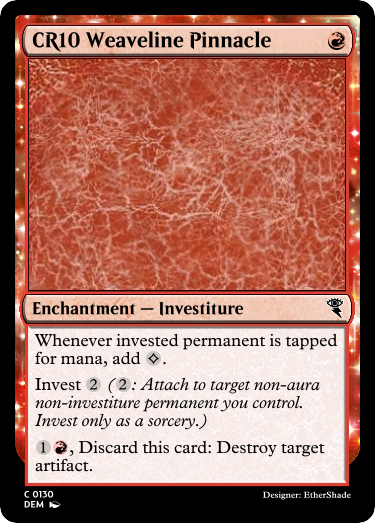 CR10 Weaveline Pinnacle
Enchantment — Investiture
Whenever invested permanent is tapped
for mana, add .
Invest 2 (2: Attach to target non-aura
non-investiture permanent you control.
Invest only as a sorcery.)
1, Discard this card: Destroy target
artifact.
C 0130
DEM
Designer: EtherShade